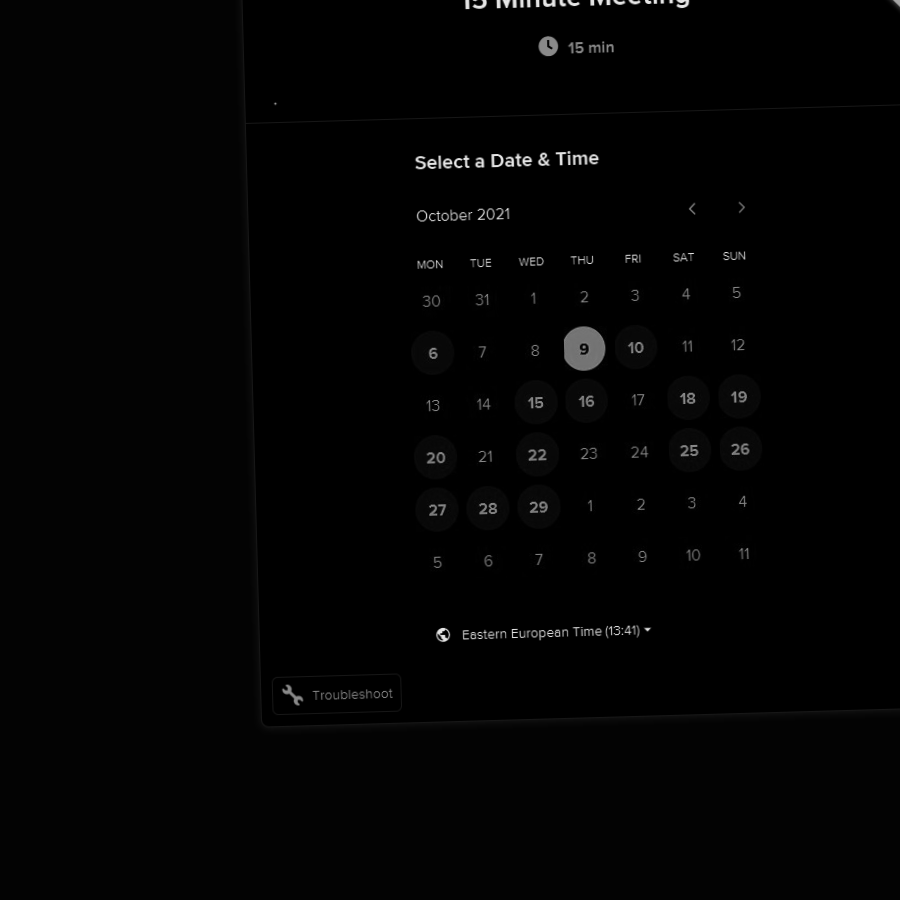 15 Minute Meeting
15 min
Select a Date & Time
October 2021
MON TUE WED THU FRI SAT SUN
30 31 1 2 3 4 5
6 7 8 9 10 11 12
13 14 15 16 17 18 19
20 21 22 23 24 25 26
27 28 29 1 2 3 4
5 6 7 8 9 10 11
Eastern European Time (13:41)
Troubleshoot